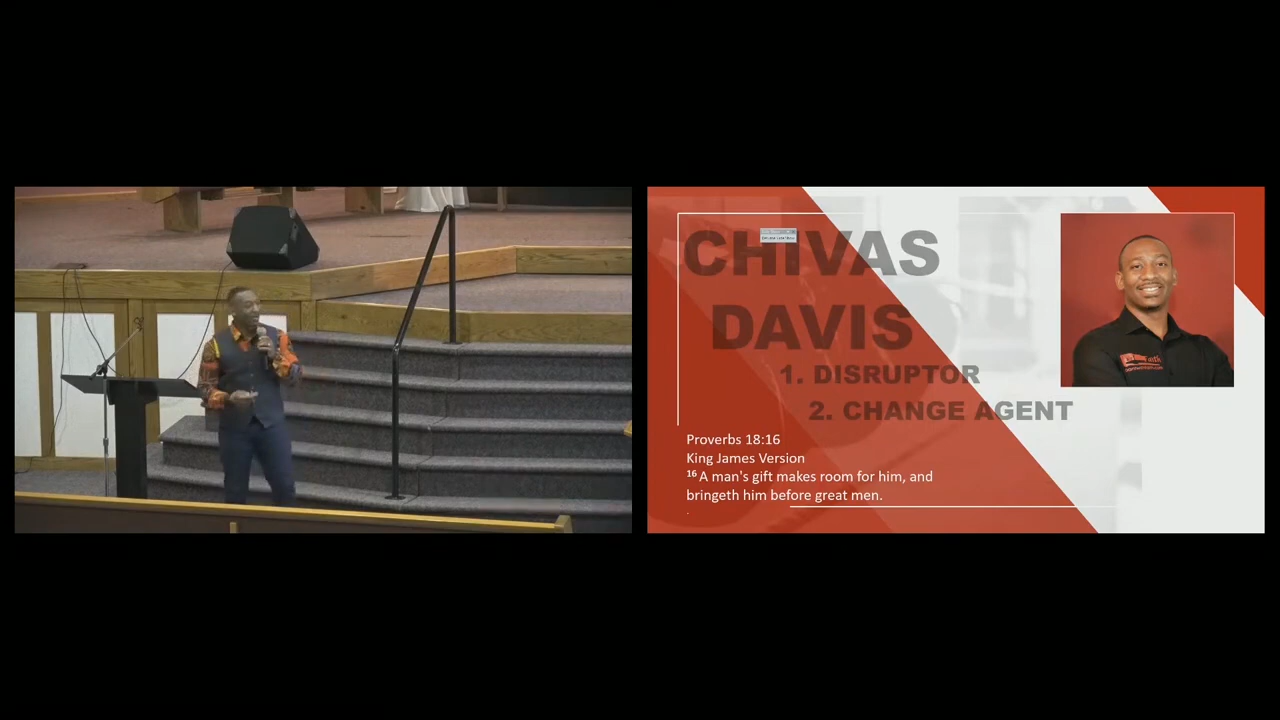 CHIVAS
DAVIS
1. DISRUPTOR
2. CHANGE AGENT
Proverbs 18:16
King James Version
16 A man's gift makes room for him, and
bringeth him before great men.
.